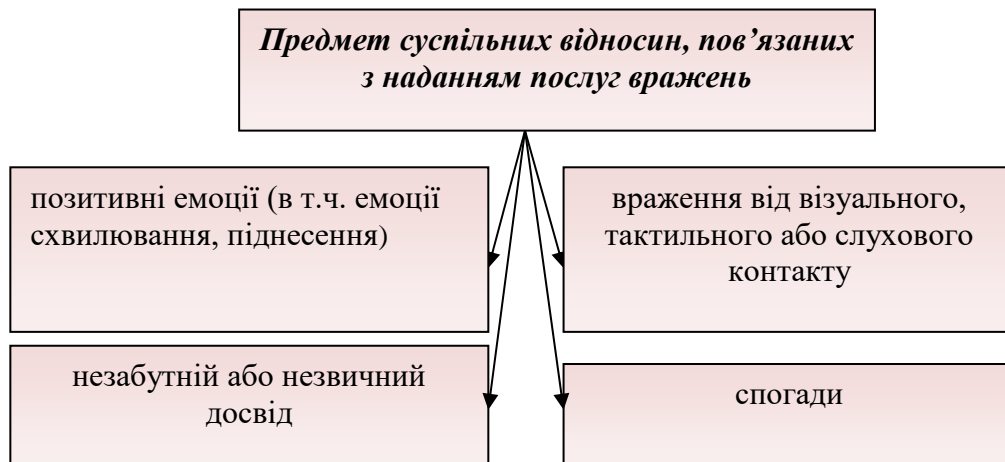 Предмет суспільних відносин, пов’язаних
з наданням послуг вражень
позитивні емоції (в т.ч. емоції
схвилювання, піднесення)
враження від візуального,
тактильного або слухового
контакту
незабутній або незвичний
досвід
спогади